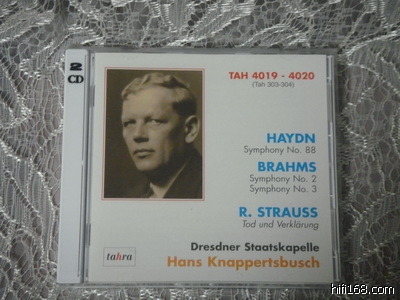 2
CD
TAH 4019 - 4020
(Tah 303-304)
HAYDN
Symphony No. 88
BRAHMS
Symphony No. 2
Symphony No. 3
R. STRAUSS
Tod und Verklärung
Dresdner Staatskapelle
Hans Knappertsbusch
tahra
hifi168.com